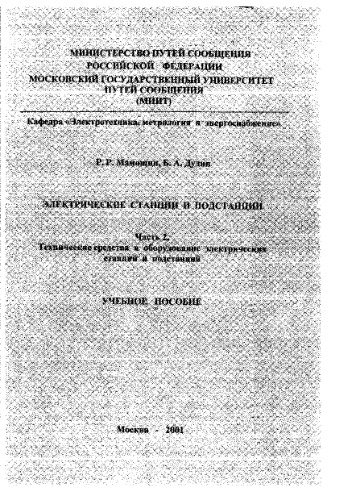 МИНИСТЕРСТВО ПУТЕЙ СООБЩЕНИЯ
РОССИЙСКОЙ ФЕДЕРАЦИИ
МОСКОВСКИЙ ГОСУДАРСТВЕННЫЙ УНИВЕРСИТЕТ
ПУТЕЙ СООБЩЕНИЯ
(МИИТ)
Кафедра «Электротехника, метрология и энергоснабжение»
Р. Р. Мамошин, Б. А. Дудин
ЭЛЕКТРИЧЕСКИЕ СТАНЦИИ И ПОДСТАНЦИИ
Часть 2.
Технические средства и оборудование электрических
станций и подстанций
УЧЕБНОЕ ПОСОБИЕ
Москва - 2001